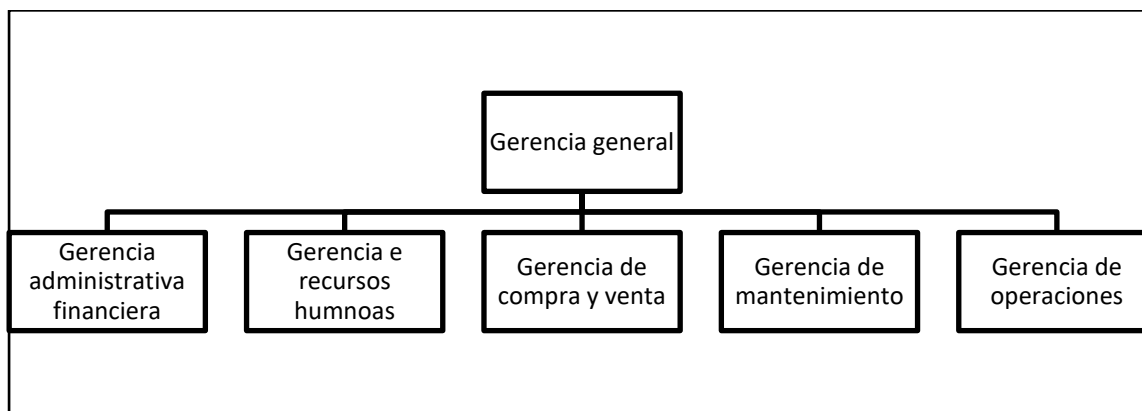 Gerencia general
Gerencia
administrativa
financiera
Gerencia e
recursos
humnoas
Gerencia de
compra y venta
Gerencia de
mantenimiento
Gerencia de
operaciones